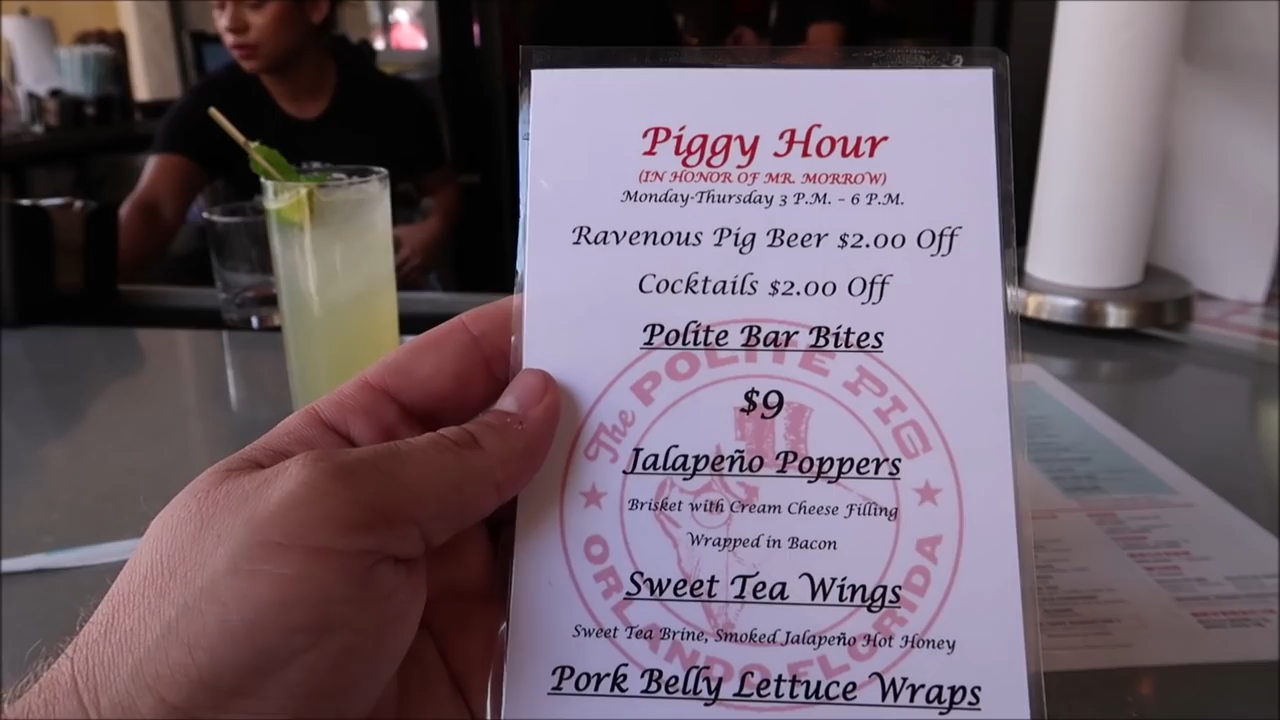 Piggy Hour
(IN HONOR OF MR. MORROW)
Monday-Thursday 3 P.M. - 6 P.M.
Ravenous Pig Beer $2.00 Off
Cocktails $2.00 Off
Polite Bar Bites
$9
Jalapeño Poppers
Brisket with Cream Cheese Filling
Wrapped in Bacon
Sweet Tea Wings
Sweet Tea Brine, Smoked Jalapeño Hot Honey
Pork Belly Lettuce Wraps
The POLITE PIG
ORLANDO FLORIDA